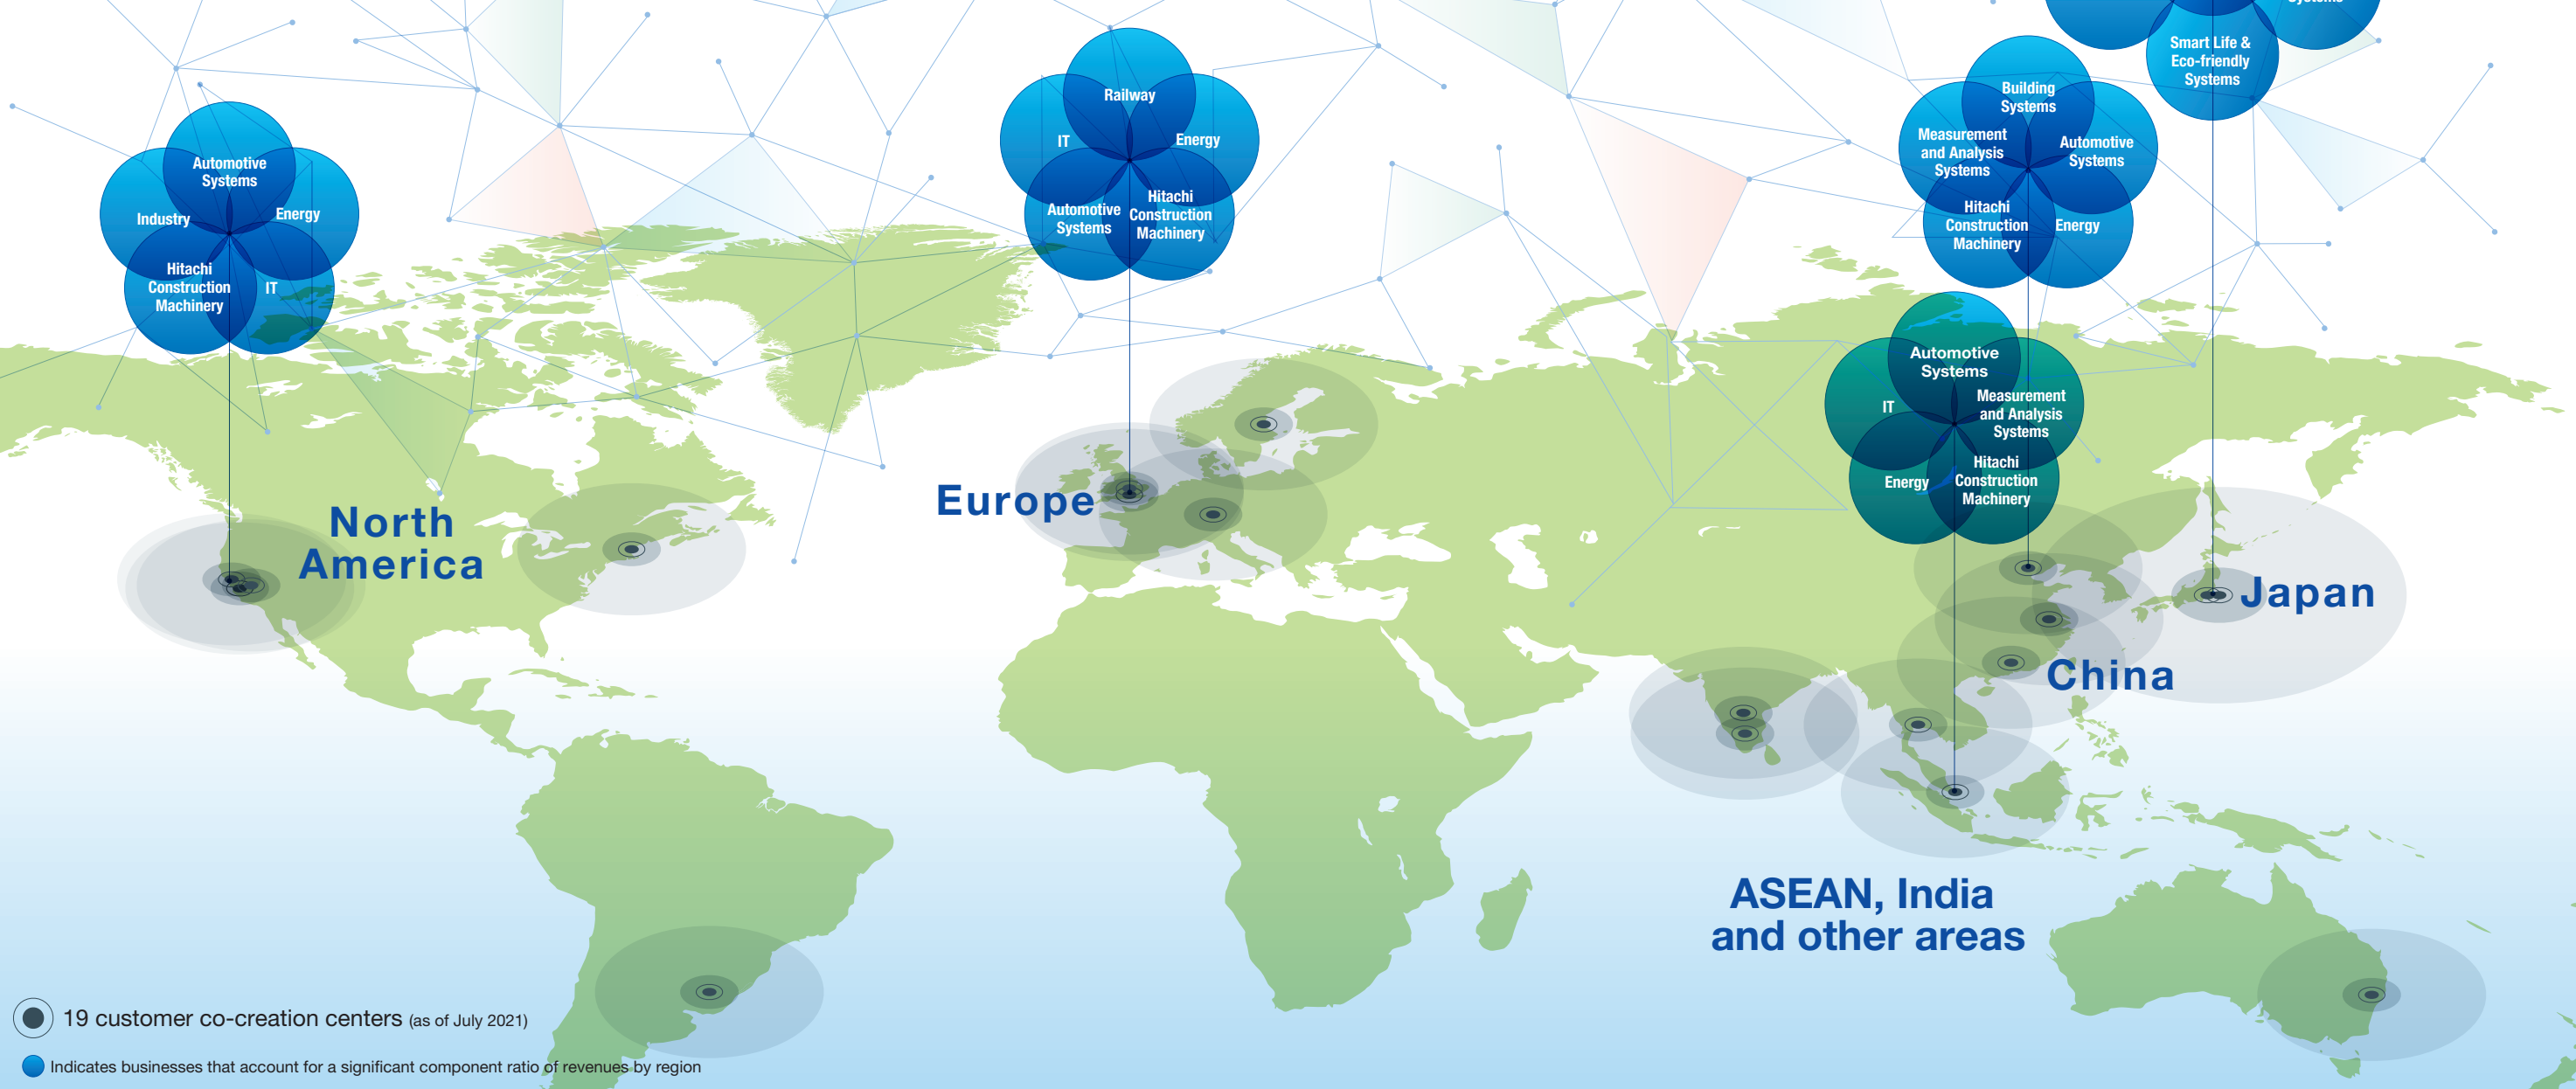 Systems
Smart Life &
Eco-friendly
Systems
Railway
IT
Energy
Automotive
Systems
Hitachi
Construction
Machinery
Building
Systems
Measurement
and Analysis
Systems
Automotive
Systems
Hitachi
Construction
Machinery
Energy
Automotive
Systems
Industry
Energy
Hitachi
Construction
Machinery
IT
Automotive
Systems
IT
Measurement
and Analysis
Systems
Energy
Hitachi
Construction
Machinery
North
America
Europe
Japan
China
ASEAN, India
and other areas
19 customer co-creation centers (as of July 2021)
Indicates businesses that account for a significant component ratio of revenues by region